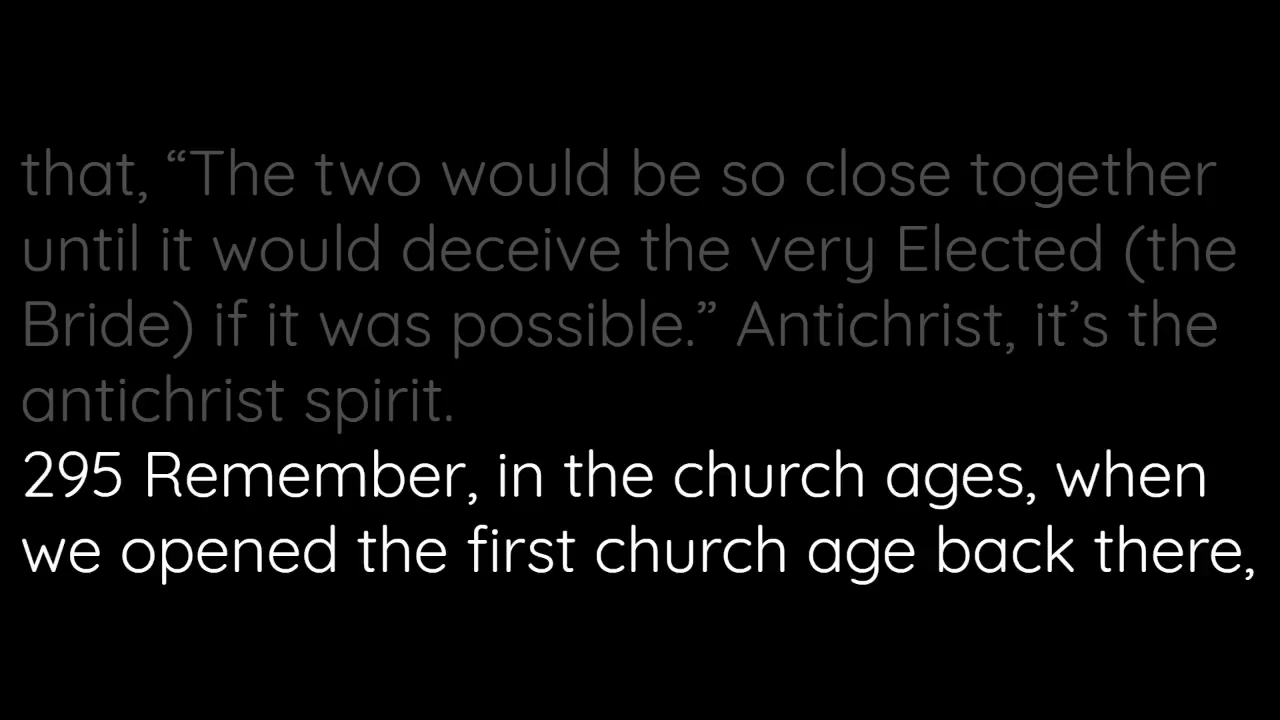 that, “The two would be so close together
until it would deceive the very Elected (the
Bride) if it was possible.” Antichrist, it’s the
antichrist spirit.
295 Remember, in the church ages, when
we opened the first church age back there,